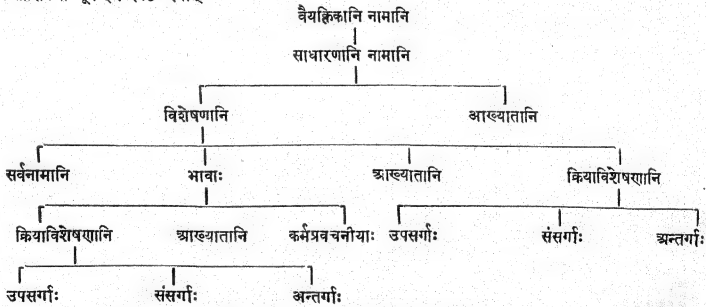 वैयक्तिकानि नामानि
साधारणानि नामानि
विशेषणानि आख्यातानि
सर्वनामानि भावाः आख्यातानि क्रियाविशेषणानि
क्रियाविशेषणानि आख्यातानि कर्मप्रवचनीयाः उपसर्गाः संसर्गाः अन्तर्गाः
उपसर्गाः संसर्गाः अन्तर्गाः